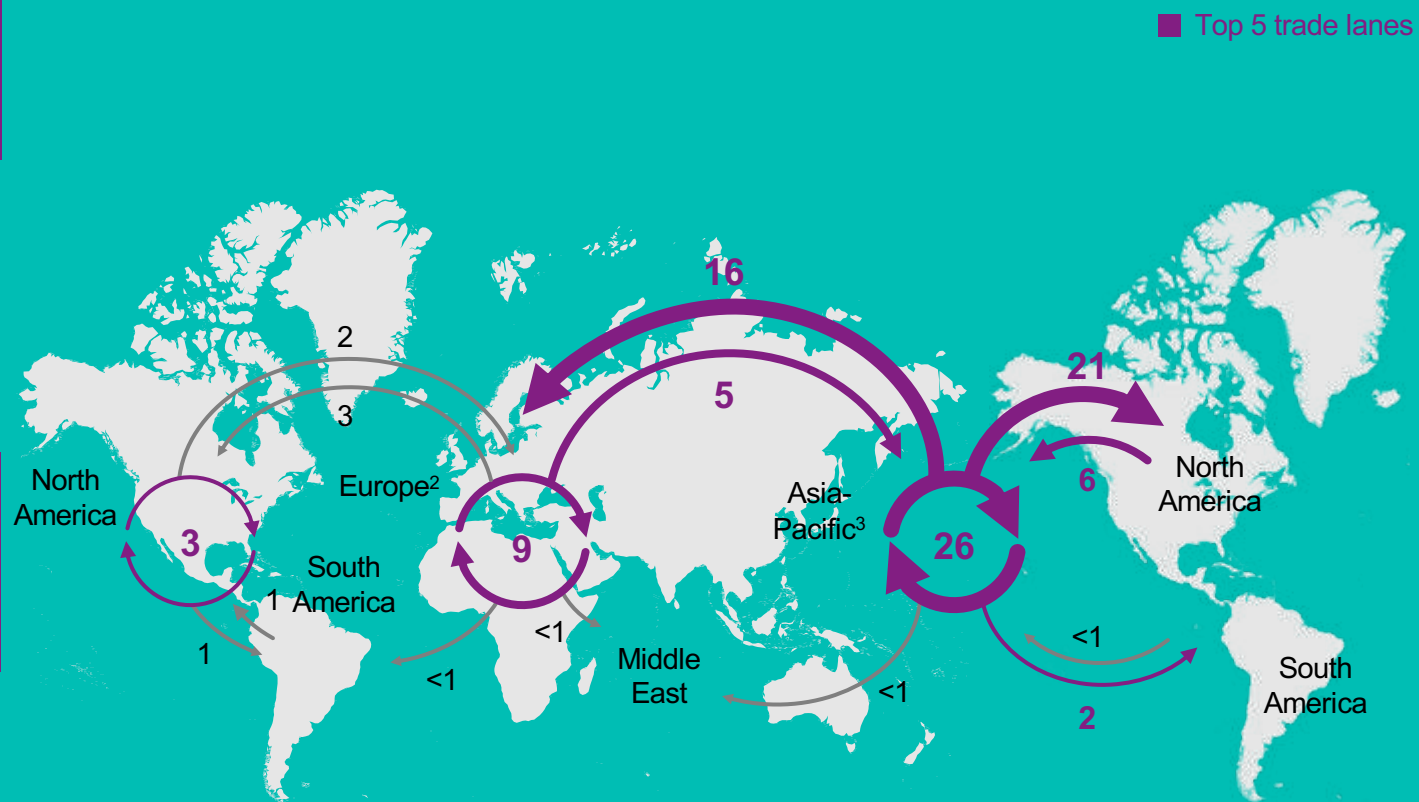 Top 5 trade lanes
16
2
21
5
3
North
America
Europe²
Asia-
Pacific³
6
North
America
3
9
26
South
America
1
1
<1
<1
Middle
East
<1
<1
2
South
America